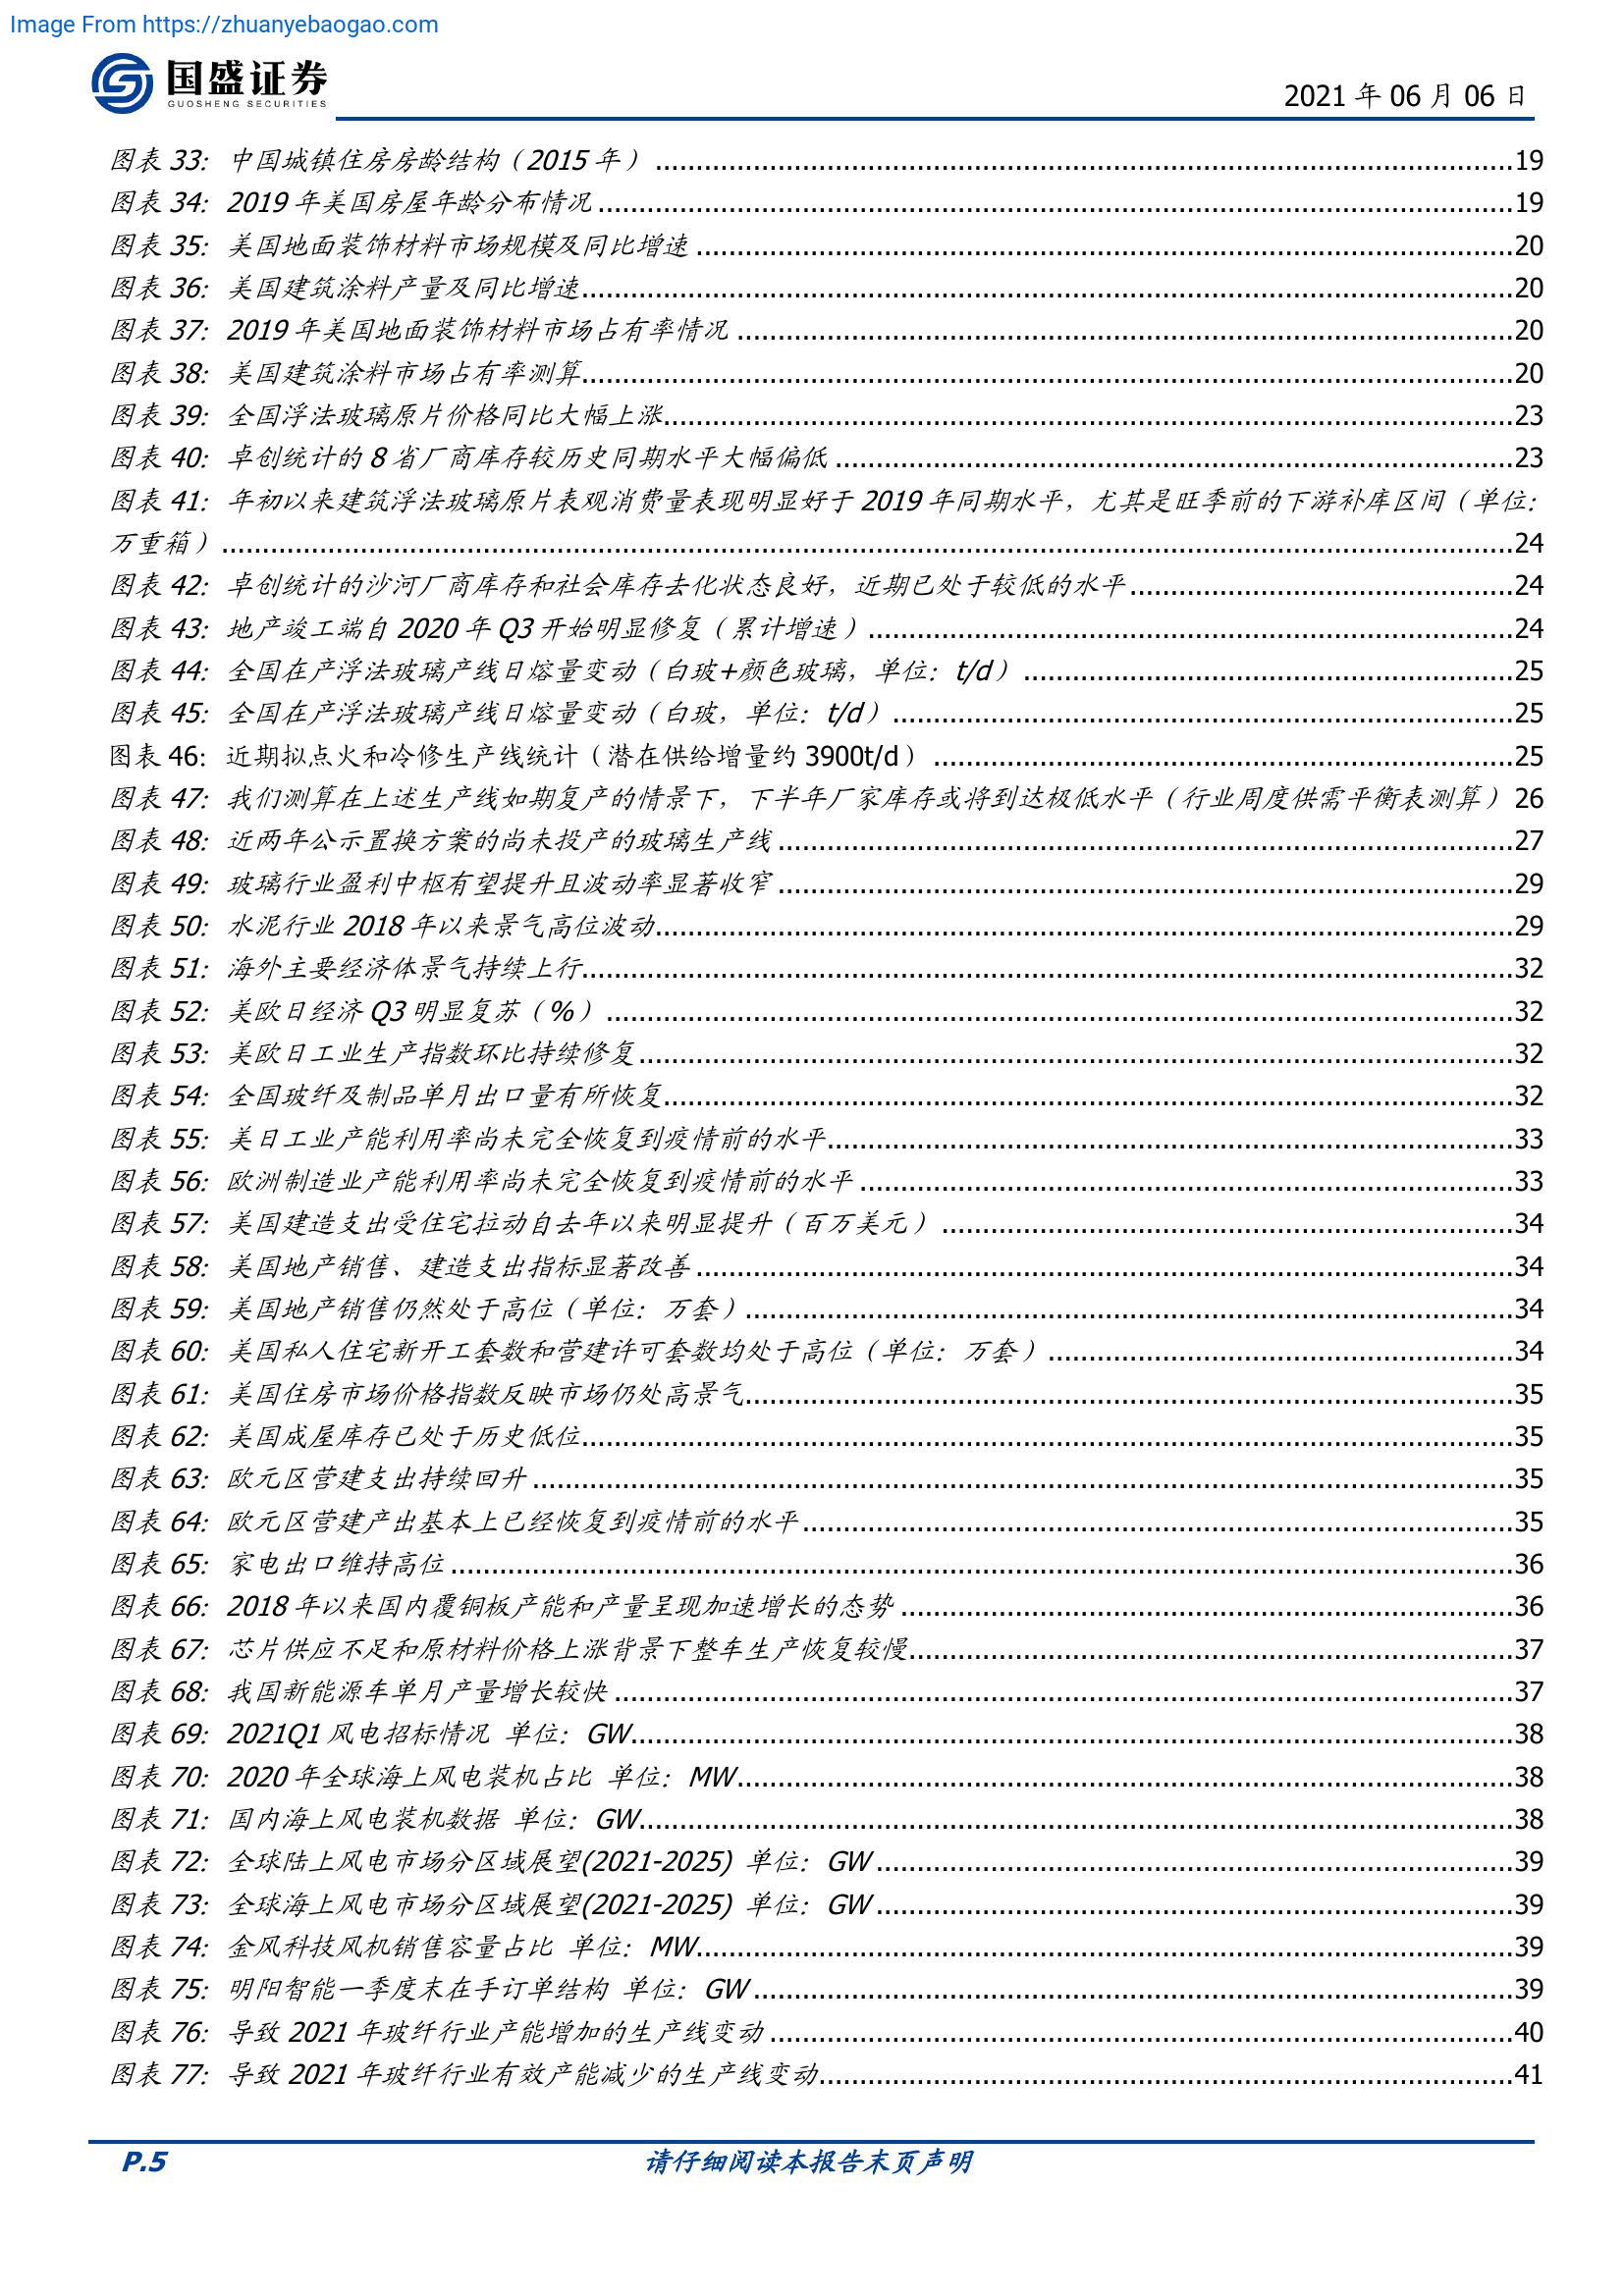 Image From https://zhuanyebaogao.com
国盛证券
GUOSHENG SECURITIES
2021 年 06 月 06 日
图表 33: 中国城镇住房房龄结构（2015 年） ........................................19
图表 34: 2019 年美国房屋年龄分布情况 ........................................19
图表 35: 美国地面装饰材料市场规模及同比增速 ........................................20
图表 36: 美国建筑涂料产量及同比增速........................................20
图表 37: 2019 年美国地面装饰材料市场占有率情况 ........................................20
图表 38: 美国建筑涂料市场占有率测算........................................20
图表 39: 全国浮法玻璃原片价格同比大幅上涨........................................23
图表 40: 卓创统计的 8 省厂商库存较历史同期水平大幅偏低 ........................................23
图表 41: 年初以来建筑浮法玻璃原片表观消费量表现明显好于 2019 年同期水平，尤其是旺季前的下游补库区间（单位:
万重箱） ........................................24
图表 42: 卓创统计的沙河厂商库存和社会库存去化状态良好，近期已处于较低的水平........................................24
图表 43: 地产竣工端自 2020 年 Q3 开始明显修复（累计增速）........................................24
图表 44: 全国在产浮法玻璃产线日熔量变动（白玻+颜色玻璃，单位: t/d） ........................................25
图表 45: 全国在产浮法玻璃产线日熔量变动（白玻，单位: t/d）........................................25
图表 46: 近期拟点火和冷修生产线统计（潜在供给增量约 3900t/d） ........................................25
图表 47: 我们测算在上述生产线如期复产的情景下，下半年厂家库存或将到达极低水平（行业周度供需平衡表测算） 26
图表 48: 近两年公示置换方案的尚未投产的玻璃生产线 ........................................27
图表 49: 玻璃行业盈利中枢有望提升且波动率显著收窄 ........................................29
图表 50: 水泥行业 2018 年以来景气高位波动........................................29
图表 51: 海外主要经济体景气持续上行........................................32
图表 52: 美欧日经济 Q3 明显复苏（%） ........................................32
图表 53: 美欧日工业生产指数环比持续修复 ........................................32
图表 54: 全国玻纤及制品单月出口量有所恢复........................................32
图表 55: 美日工业产能利用率尚未完全恢复到疫情前的水平........................................33
图表 56: 欧洲制造业产能利用率尚未完全恢复到疫情前的水平 ........................................33
图表 57: 美国建造支出受住宅拉动自去年以来明显提升（百万美元） ........................................34
图表 58: 美国地产销售、建造支出指标显著改善 ........................................34
图表 59: 美国地产销售仍然处于高位（单位: 万套）........................................34
图表 60: 美国私人住宅新开工套数和营建许可套数均处于高位（单位: 万套） ........................................34
图表 61: 美国住房市场价格指数反映市场仍处高景气........................................35
图表 62: 美国成屋库存已处于历史低位........................................35
图表 63: 欧元区营建支出持续回升 ........................................35
图表 64: 欧元区营建产出基本上已经恢复到疫情前的水平........................................35
图表 65: 家电出口维持高位 ........................................36
图表 66: 2018 年以来国内覆铜板产能和产量呈现加速增长的态势 ........................................36
图表 67: 芯片供应不足和原材料价格上涨背景下整车生产恢复较慢........................................37
图表 68: 我国新能源车单月产量增长较快 ........................................37
图表 69: 2021Q1 风电招标情况 单位: GW........................................38
图表 70: 2020 年全球海上风电装机占比 单位: MW........................................38
图表 71: 国内海上风电装机数据 单位: GW........................................38
图表 72: 全球陆上风电市场分区域展望(2021-2025) 单位: GW ........................................39
图表 73: 全球海上风电市场分区域展望(2021-2025) 单位: GW ........................................39
图表 74: 金风科技风机销售容量占比 单位: MW........................................39
图表 75: 明阳智能一季度末在手订单结构 单位: GW ........................................39
图表 76: 导致 2021 年玻纤行业产能增加的生产线变动 ........................................40
图表 77: 导致 2021 年玻纤行业有效产能减少的生产线变动........................................41
P.5
请仔细阅读本报告末页声明